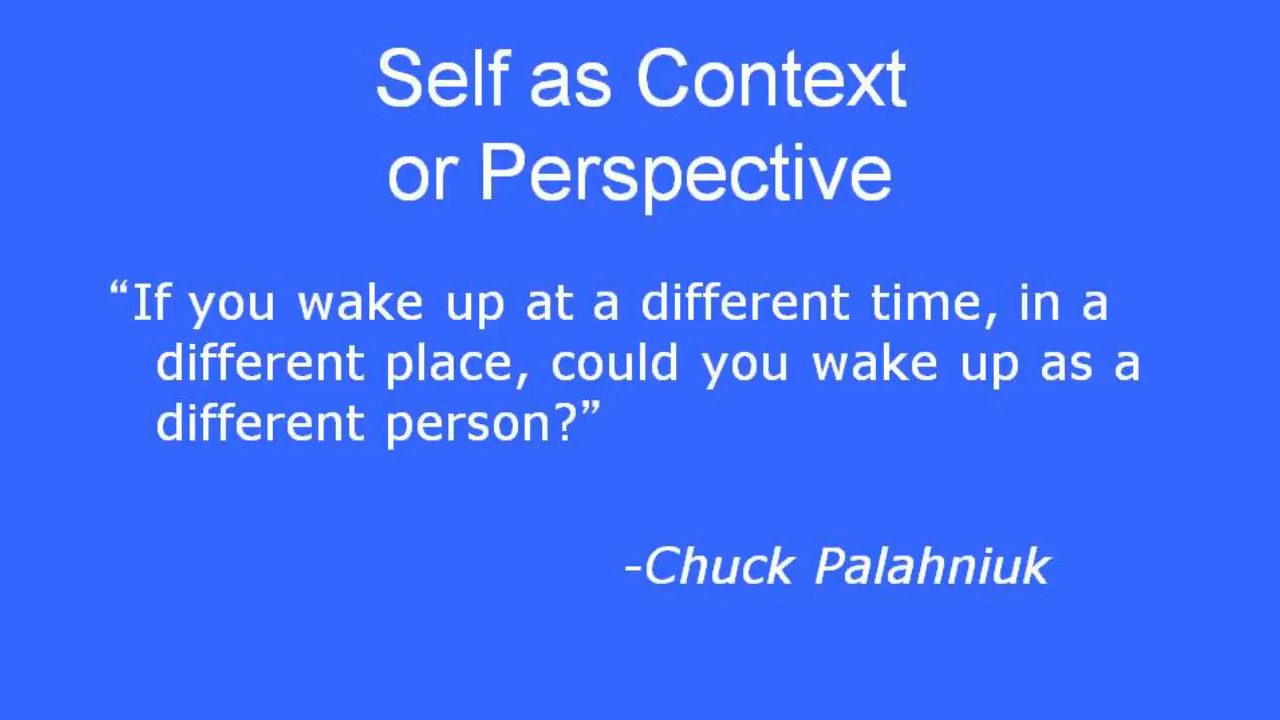 Self as Context
or Perspective
“If you wake up at a different time, in a
different place, could you wake up as a
different person?”
-Chuck Palahniuk